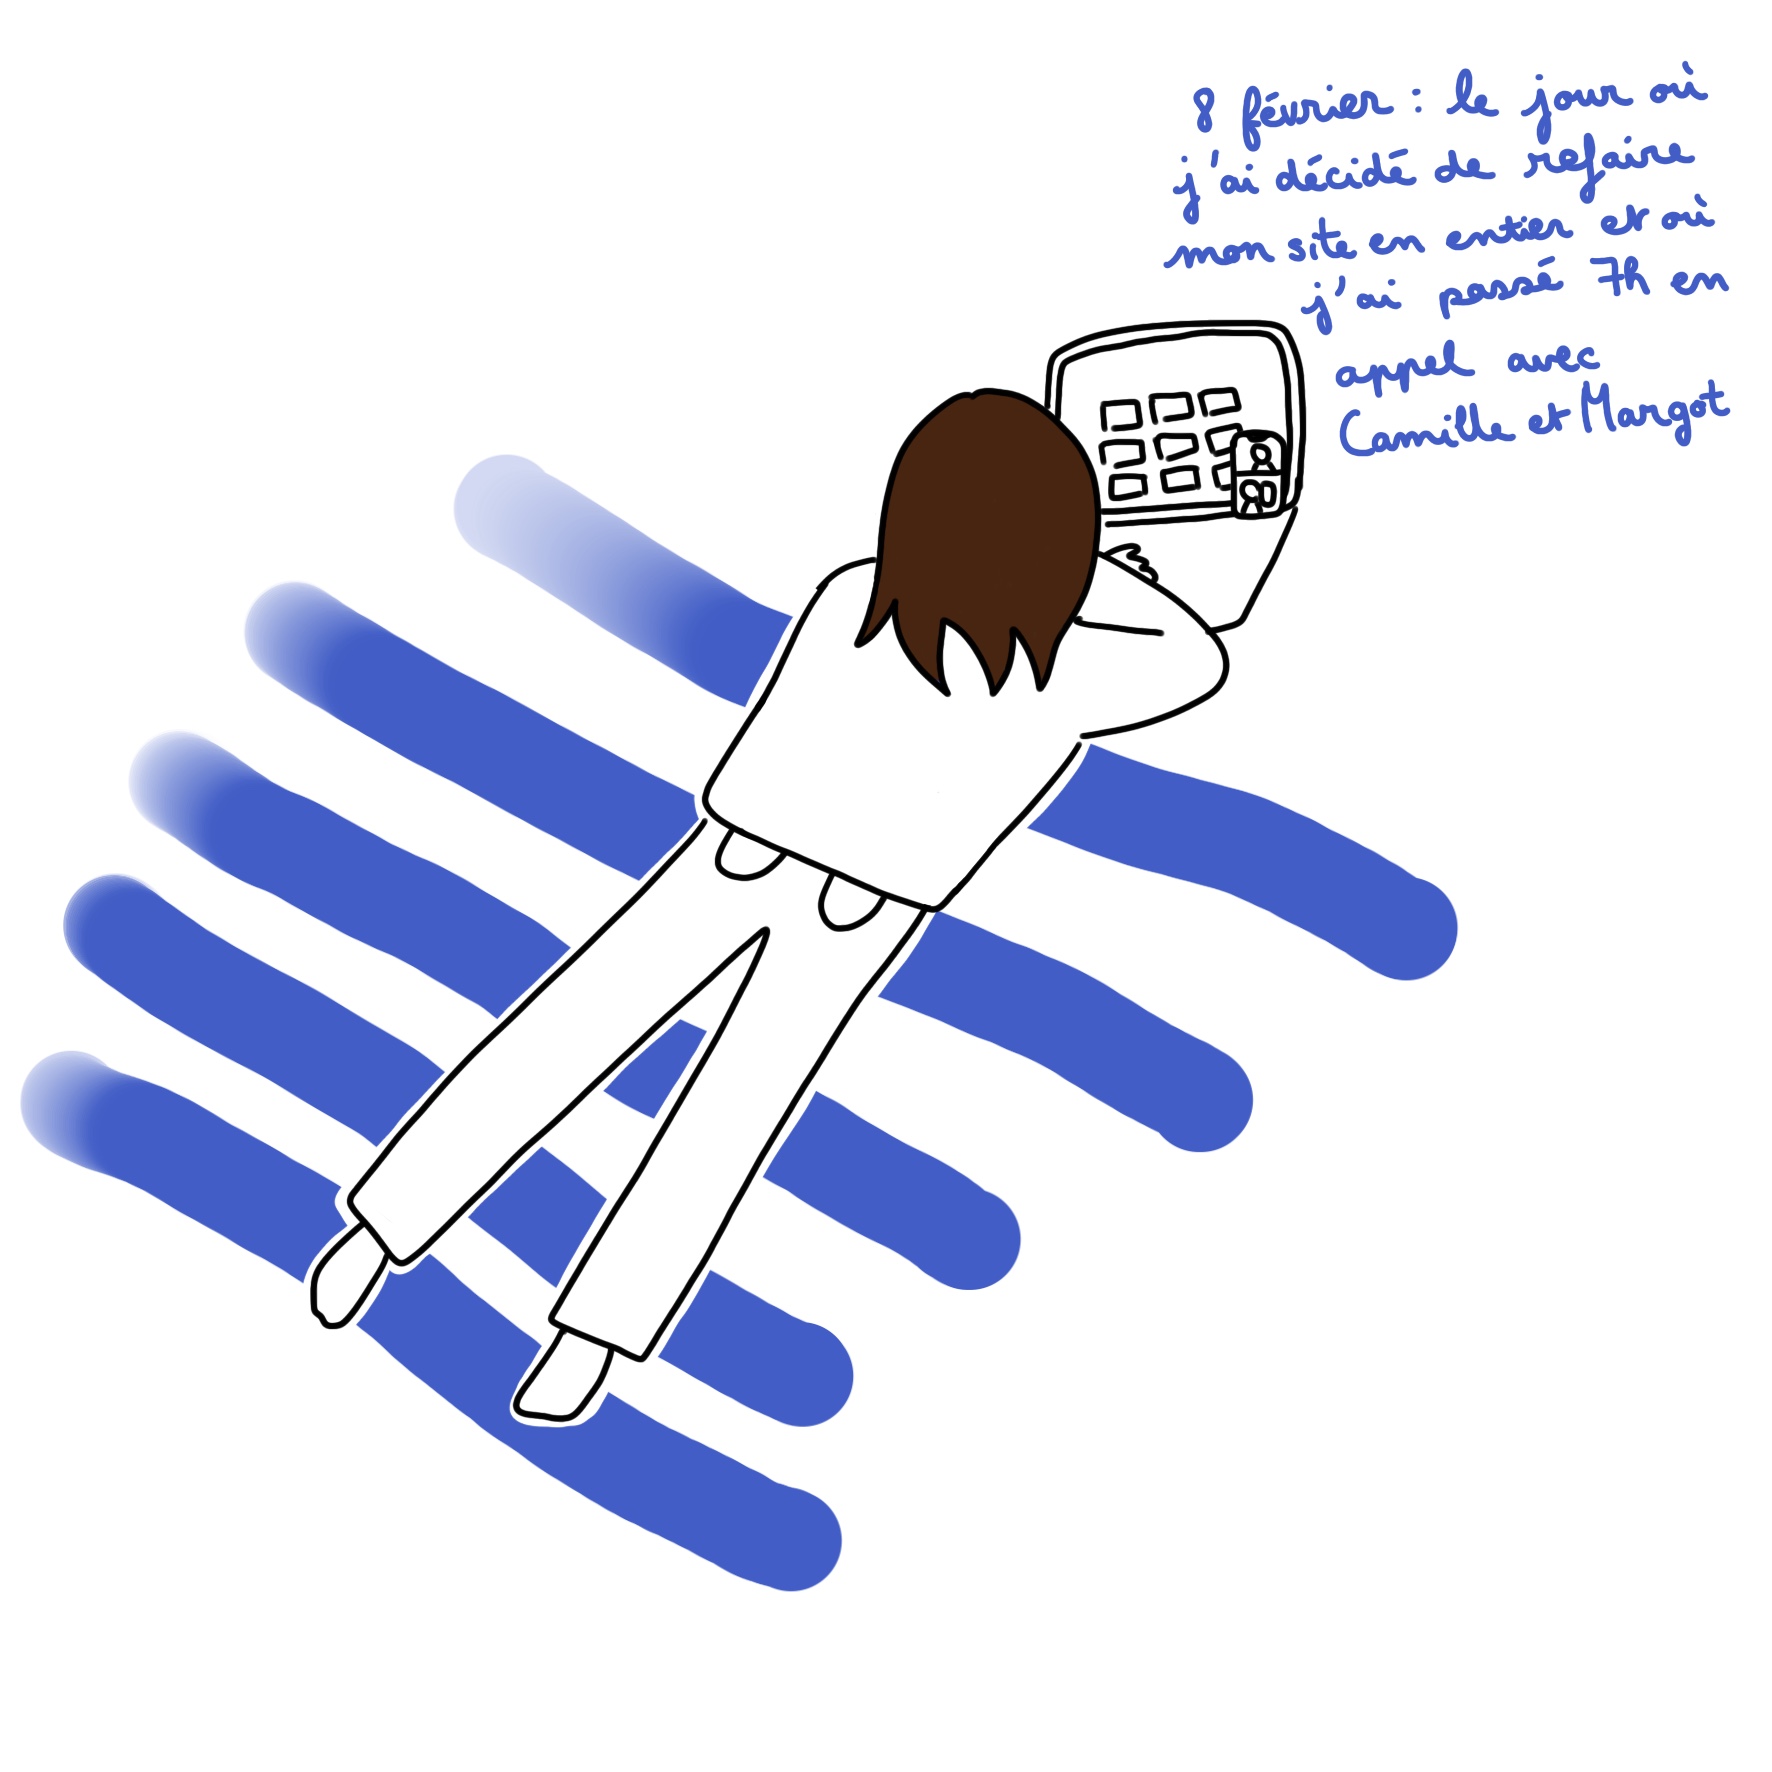 8 février : le jour où
j'ai décidé de refaire
mon site en entier et où
j'ai passé 7h en
appel avec
Camille et Margot